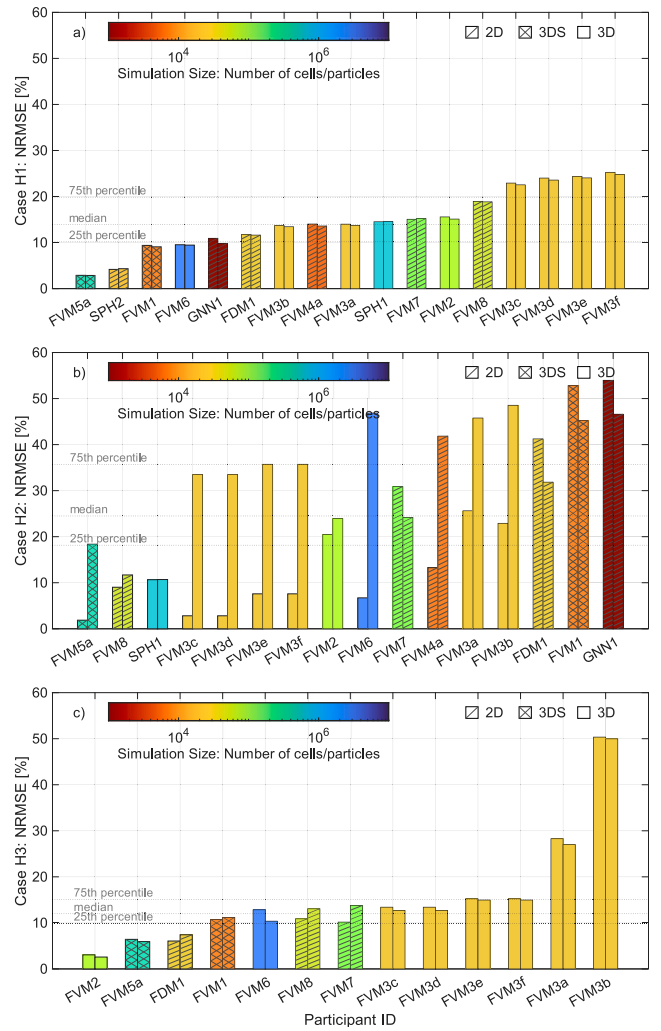 60
50
40
30
20
10
0
Case H1: NRMSE [%]
a)
10^4
10^6
Simulation Size: Number of cells/particles
2D
3DS
3D
75th percentile
median
25th percentile
FVM5a
SPH2
FVM1
FVM6
GNN1
FDM1
FVM3b
FVM4a
FVM3a
SPH1
FVM7
FVM2
FVM8
FVM3c
FVM3d
FVM3e
FVM3f
60
50
40
30
20
10
0
Case H2: NRMSE [%]
b)
10^4
10^6
Simulation Size: Number of cells/particles
2D
3DS
3D
75th percentile
median
25th percentile
FVM5a
FVM8
SPH1
FVM3c
FVM3d
FVM3e
FVM3f
FVM2
FVM6
FVM7
FVM4a
FVM3a
FVM3b
FDM1
FVM1
GNN1
60
50
40
30
20
10
0
Case H3: NRMSE [%]
c)
10^4
10^6
Simulation Size: Number of cells/particles
2D
3DS
3D
75th percentile
median
25th percentile
FVM2
FVM5a
FDM1
FVM1
FVM6
FVM8
FVM7
FVM3c
FVM3d
FVM3e
FVM3f
FVM3a
FVM3b
Participant ID